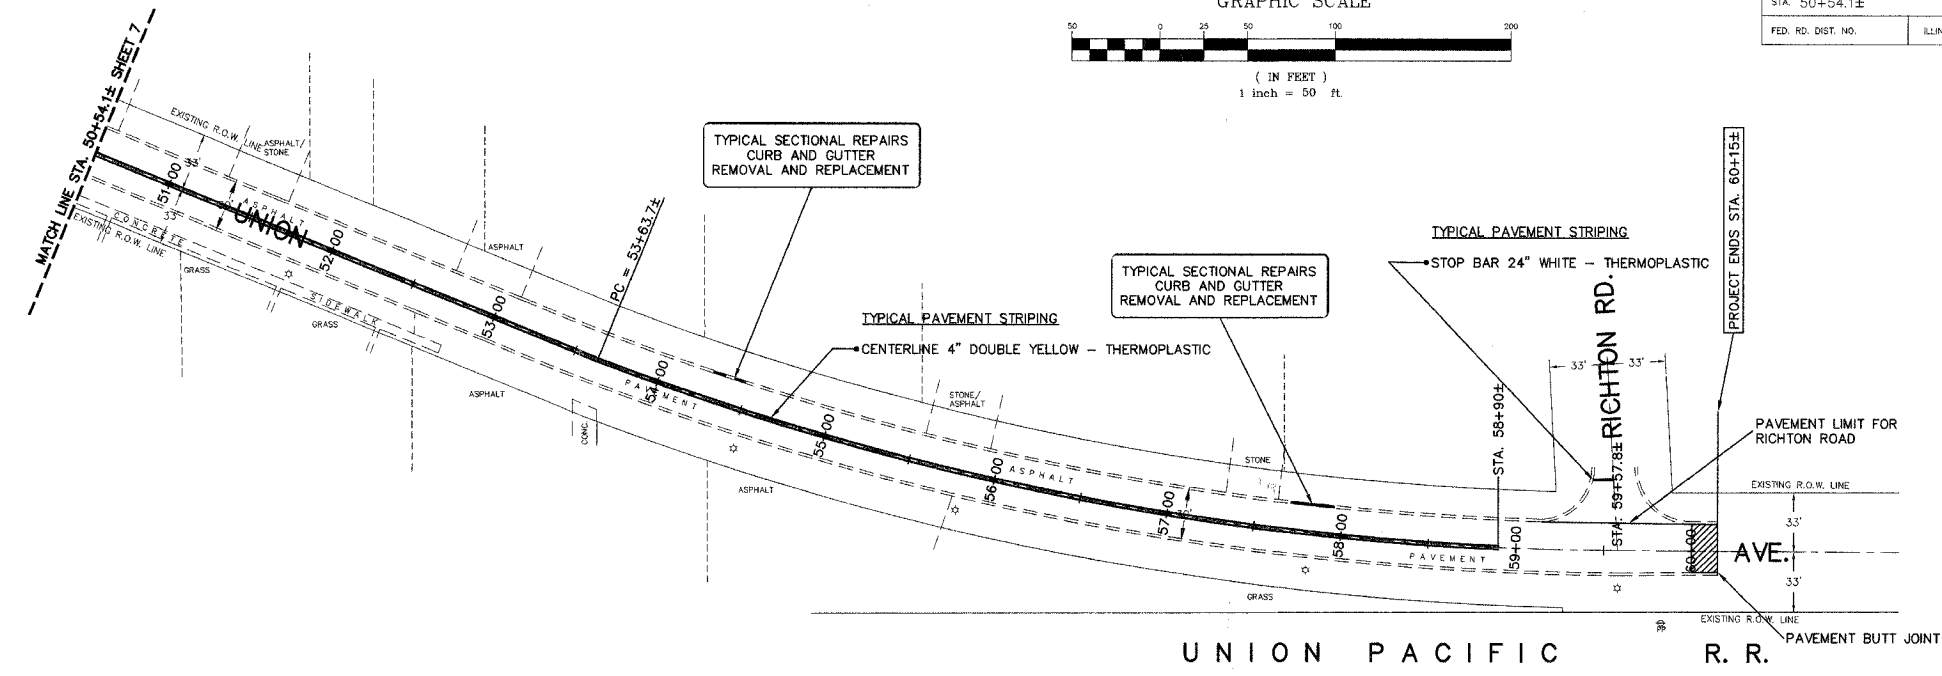 GRAPHIC SCALE
50 0 25 50 100 200
( IN FEET )
1 inch = 50 ft.
STA. 50+54.1±
FED. RD. DIST. NO.
MATCH LINE STA. 50+54.1± SHEET 7
EXISTING R.O.W. LINE
ASPHALT/
STONE
33'
51+00
33'
CONCRETE
EXISTING R.O.W. LINE
GRASS
ASPHALT
UNION
52+00
SIDEWALK
GRASS
ASPHALT
53+00
PC = 53+63.7±
TYPICAL SECTIONAL REPAIRS
CURB AND GUTTER
REMOVAL AND REPLACEMENT
54+00
PAVEMENT
ASPHALT
CONC.
TYPICAL PAVEMENT STRIPING
CENTERLINE 4" DOUBLE YELLOW – THERMOPLASTIC
55+00
ASPHALT
STONE/
ASPHALT
56+00
ASPHALT
TYPICAL SECTIONAL REPAIRS
CURB AND GUTTER
REMOVAL AND REPLACEMENT
STONE
57+00
58+00
STA. 58+90±
PAVEMENT
59+00
GRASS
TYPICAL PAVEMENT STRIPING
STOP BAR 24" WHITE – THERMOPLASTIC
RICHTON RD.
33' 33'
STA. 59+57.8±
PROJECT ENDS STA. 60+15±
PAVEMENT LIMIT FOR
RICHTON ROAD
EXISTING R.O.W. LINE
33'
60+00
AVE.
33'
EXISTING R.O.W. LINE
PAVEMENT BUTT JOINT
UNION PACIFIC R. R.